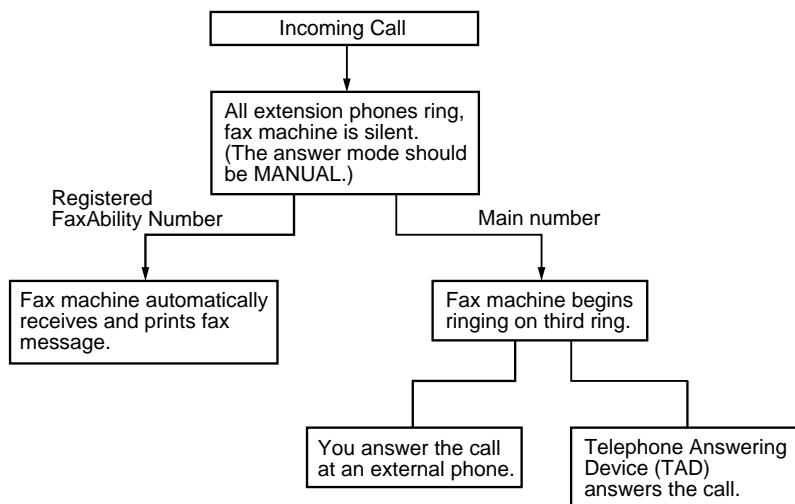 Incoming Call
All extension phones ring,
fax machine is silent.
(The answer mode should
be MANUAL.)
Registered
FaxAbility Number
Main number
Fax machine automatically
receives and prints fax
message.
Fax machine begins
ringing on third ring.
You answer the call
at an external phone.
Telephone Answering
Device (TAD)
answers the call.